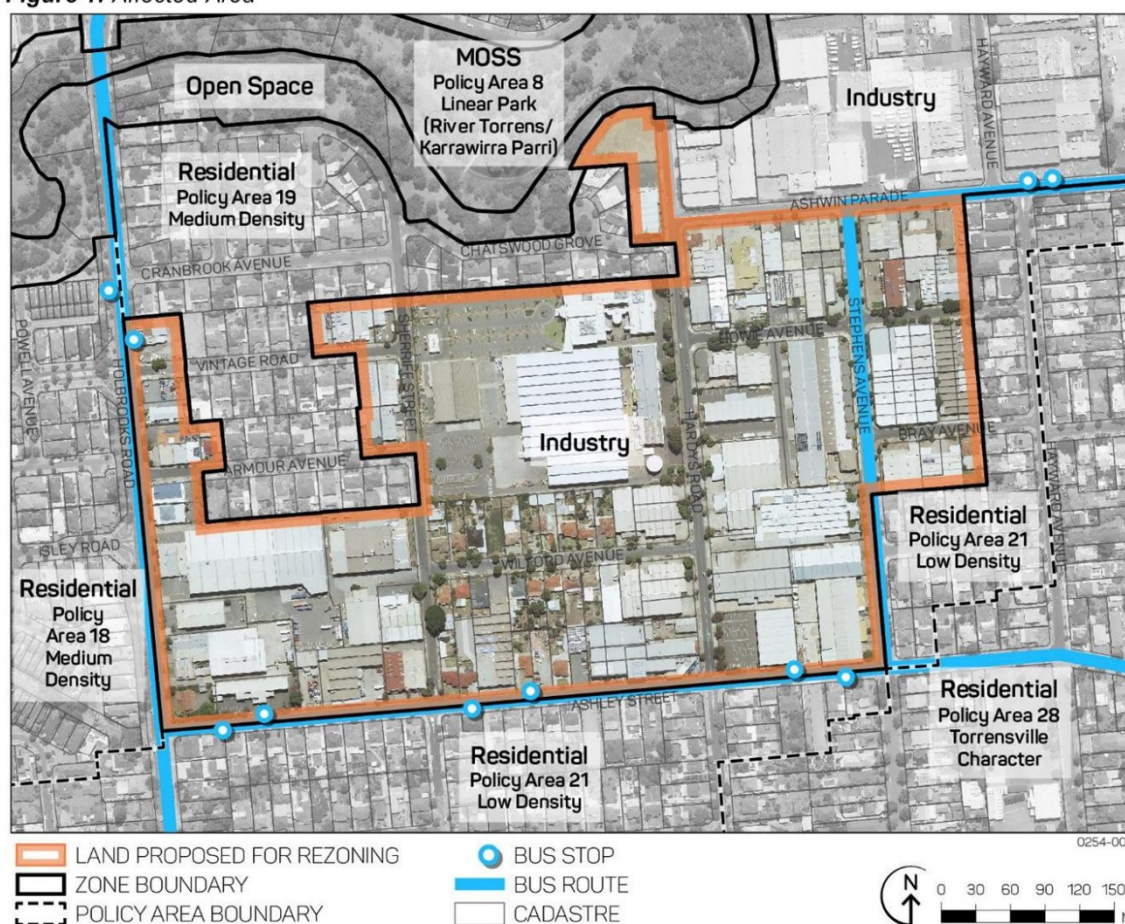 Figure 1: Affected Area
MOSS
Policy Area 8
Linear Park
(River Torrens/
Karrawirra Parri)
Open Space
Industry
HAYWARD AVENUE
Residential
Policy Area 19
Medium Density
ASHWIN PARADE
CHATSWOOD GROVE
CRANBROOK AVENUE
POWELL AVENUE
HOLBROOKS ROAD
VINTAGE ROAD
SHERRIFF STREET
HOWIE AVENUE
STEPHENS AVENUE
Industry
HARDYS ROAD
BRAY AVENUE
ARMOUR AVENUE
HAYWARD AVENUE
Residential
Policy Area 21
Low Density
ISLEY ROAD
WILFORD AVENUE
Residential
Policy
Area 18
Medium
Density
ASHLEY STREET
Residential
Policy Area 28
Torrensville
Character
Residential
Policy Area 21
Low Density
0254-00
LAND PROPOSED FOR REZONING
ZONE BOUNDARY
POLICY AREA BOUNDARY
BUS STOP
BUS ROUTE
CADASTRE
N
0 30 60 90 120 150